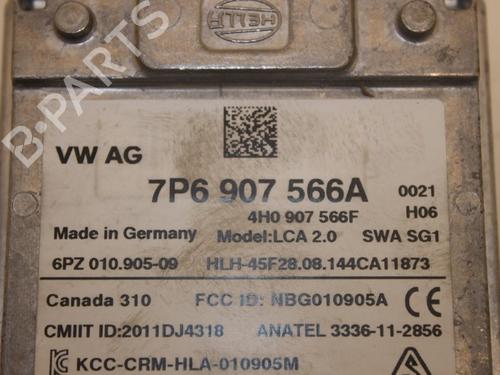 HELLA
B-PARTS
VW AG
7P6 907 566A 0021
4H0 907 566F H06
Made in Germany Model:LCA 2.0 SWA SG1
6PZ 010.905-09 HLH-45F28.08.144CA11873
Canada 310 FCC ID: NBG010905A CE
CMIIT ID:2011DJ4318 ANATEL 3336-11-2856
KCC-CRM-HLA-010905M